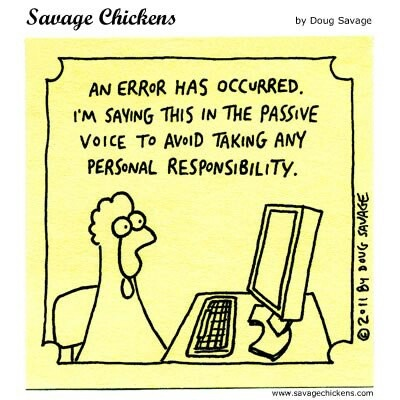 Savage Chickens
by Doug Savage
AN ERROR HAS OCCURRED.
I'M SAYING THIS IN THE PASSIVE
VOICE TO AVOID TAKING ANY
PERSONAL RESPONSIBILITY.
©2011 BY DOUG SAVAGE
www.savagechickens.com